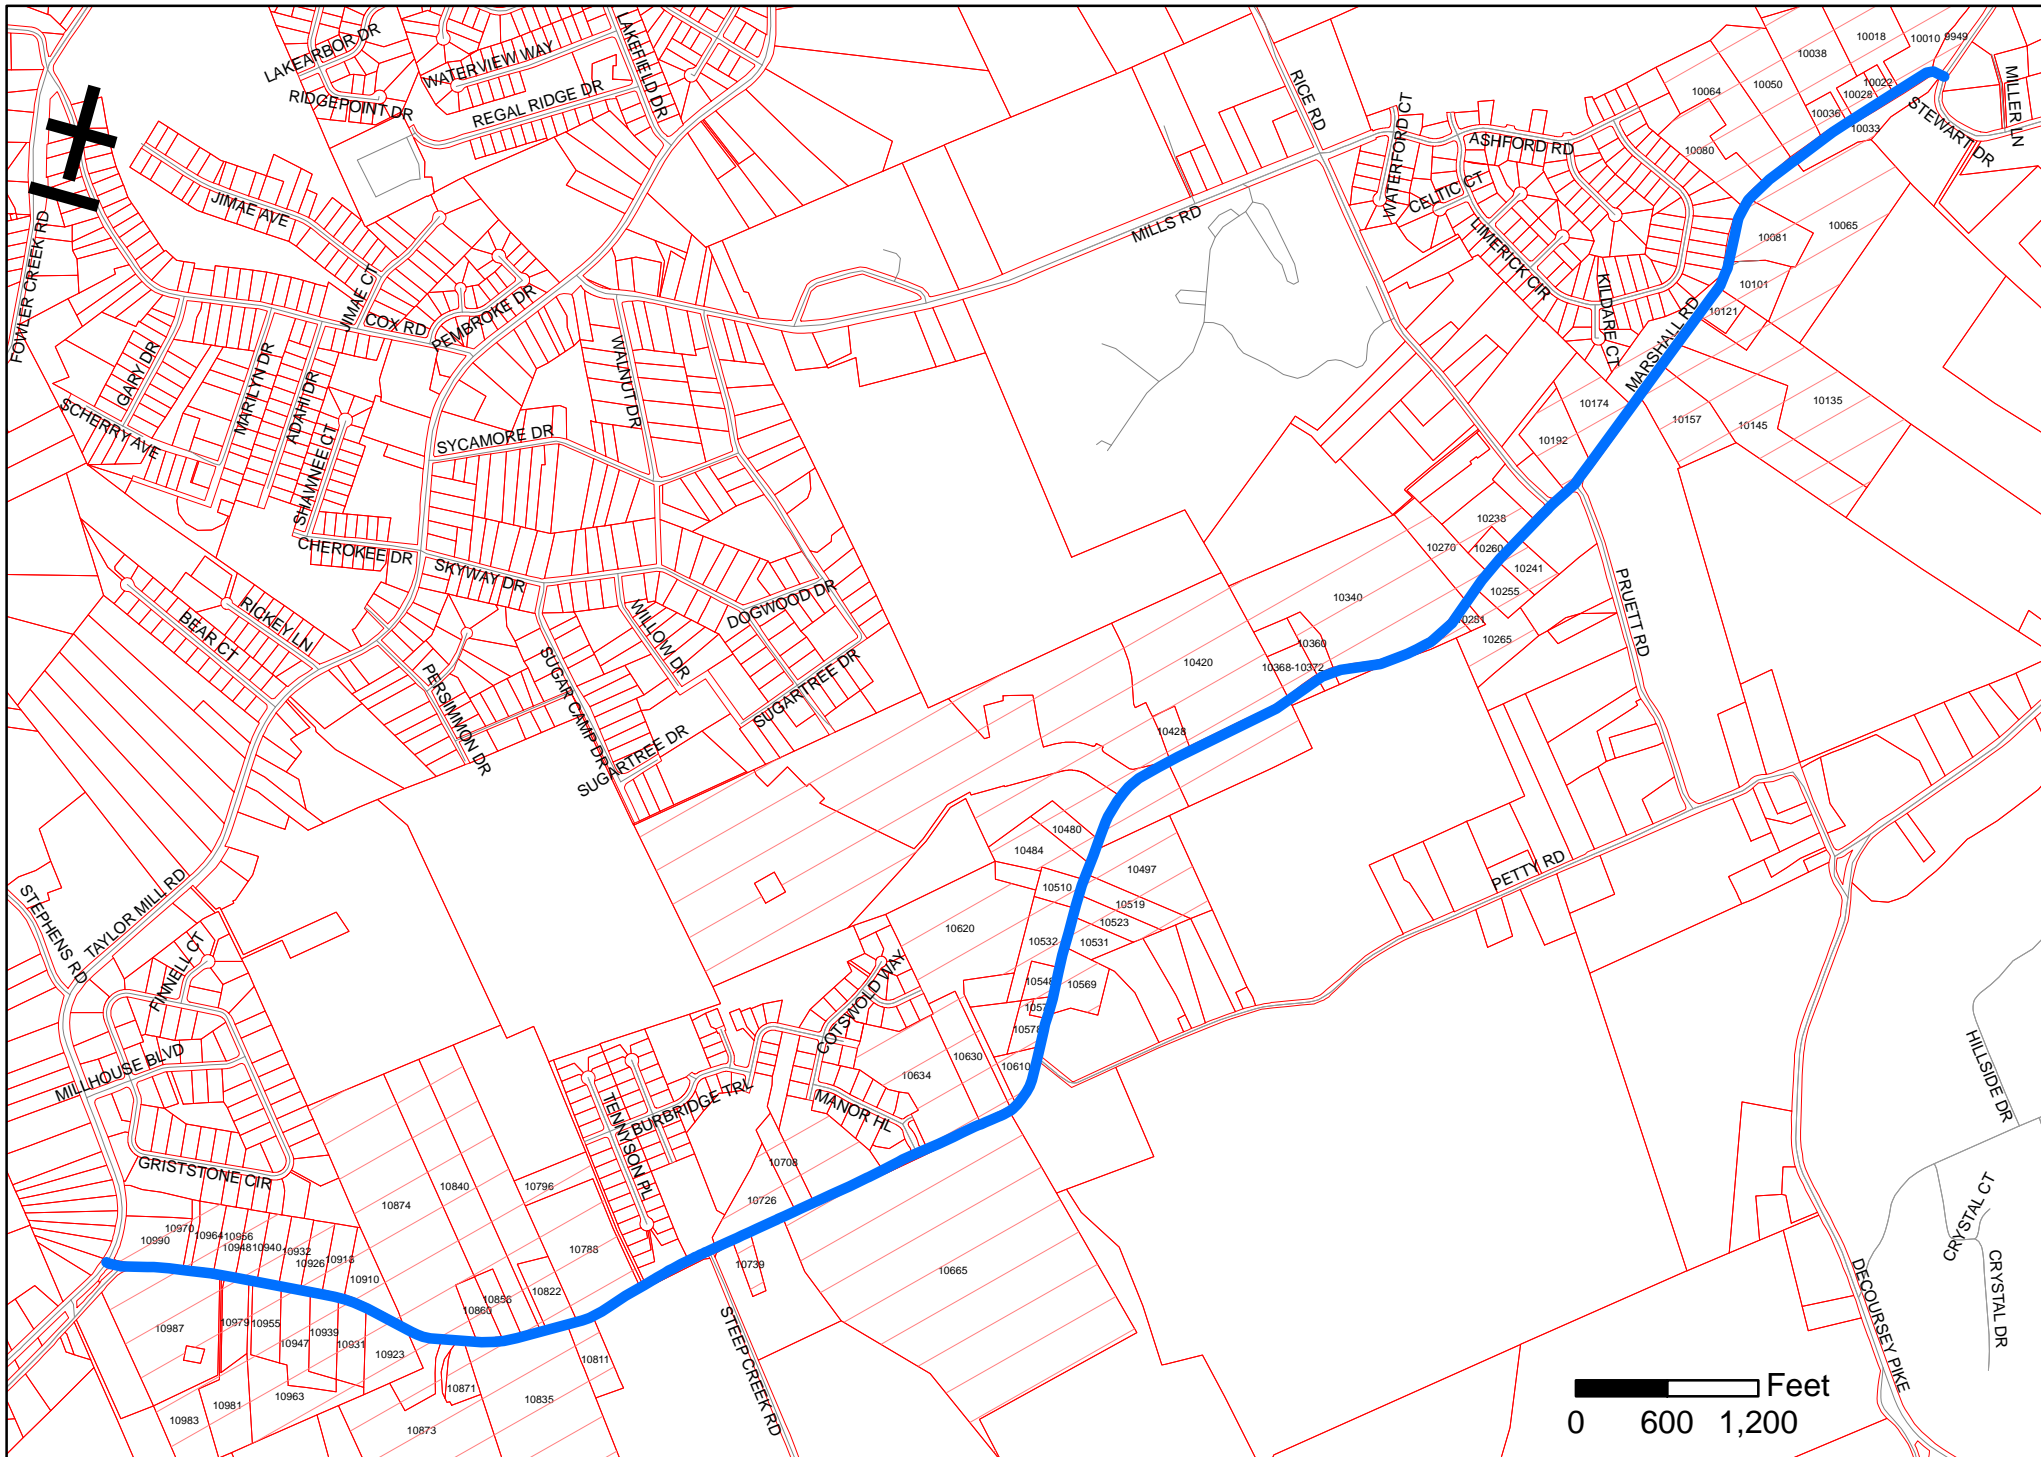 LAKEARBOR DR
WATERVIEW WAY
LAKEFIELD DR
RIDGEPOINT DR
REGAL RIDGE DR
RICE RD
WATERFORD CT
ASHFORD RD
CELTIC CT
LIMERICK CIR
KILDARE CT
MARSHALL RD
MILLS RD
MILLER LN
STEWART DR
10018
10010
9949
10038
10022
10050
10028
10064
10036
10033
10080
10081
10065
10101
10121
10135
10174
10157
10145
10192
FOWLER CREEK RD
JIMAE AVE
JIMAE CT
COX RD
PEMBROKE DR
GARY DR
MARILYN DR
ADAHI DR
SCHERRY AVE
SHAWNEE CT
CHEROKEE DR
WALNUT DR
SYCAMORE DR
SKYWAY DR
DOGWOOD DR
WILLOW DR
RICKEY LN
BEAR CT
PERSIMMON DR
SUGAR CAMP DR
SUGARTREE DR
SUGARTREE DR
10238
10270
10260
10241
10255
10281
10265
10340
10360
10368-10372
10420
10428
PRUETT RD
PETTY RD
10480
10484
10497
10510
10519
10523
10532
10531
10620
10548
10569
10578
10610
10630
10634
STEPHENS RD
TAYLOR MILL RD
FINNELL CT
MILLHOUSE BLVD
GRISTSTONE CIR
COTSWOLD WAY
BURBRIDGE TRL
MANOR HL
TENNYSON PL
10708
10726
10739
10665
10796
10840
10874
10788
10822
10856
10860
10811
10835
10871
10873
10970
10990
10964
10956
10948
10940
10932
10926
10918
10910
10987
10979
10955
10947
10939
10931
10923
10963
10981
10983
STEEP CREEK RD
HILLSIDE DR
CRYSTAL CT
CRYSTAL DR
DECOURSEY PIKE
Feet
0 600 1,200